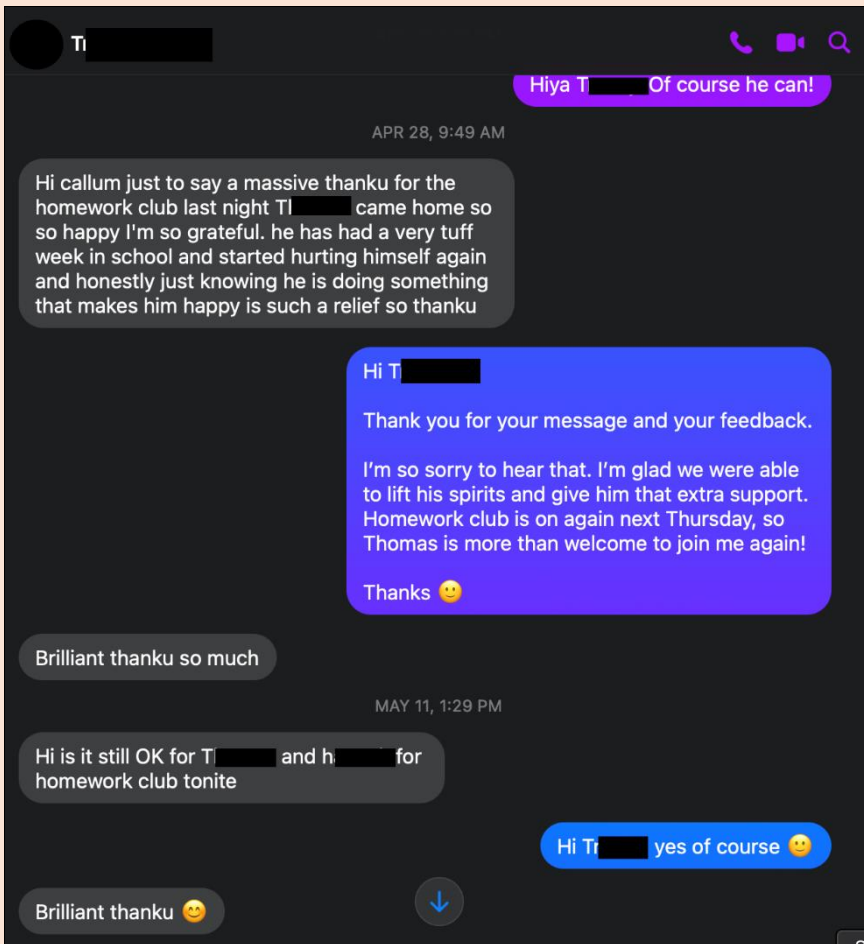 T
Hiya T Of course he can!
APR 28, 9:49 AM
Hi callum just to say a massive thanku for the
homework club last night T came home so
so happy I'm so grateful. he has had a very tuff
week in school and started hurting himself again
and honestly just knowing he is doing something
that makes him happy is such a relief so thanku
Hi T
Thank you for your message and your feedback.
I'm so sorry to hear that. I'm glad we were able
to lift his spirits and give him that extra support.
Homework club is on again next Thursday, so
Thomas is more than welcome to join me again!
Thanks 🙂
Brilliant thanku so much
MAY 11, 1:29 PM
Hi is it still OK for T and h for
homework club tonite
Hi Tr yes of course 🙂
Brilliant thanku 😊